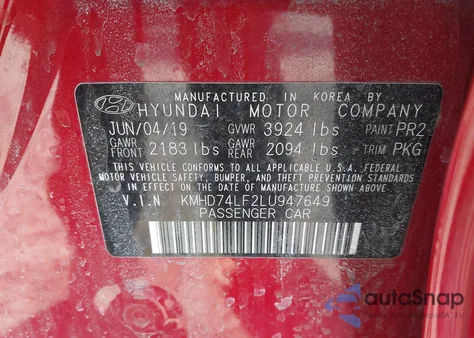 MANUFACTURED IN KOREA BY
HYUNDAI MOTOR COMPANY
JUN/04/19 GVWR 3924 lbs PAINT PR2
GAWR FRONT 2183 lbs GAWR REAR 2094 lbs TRIM PKG
THIS VEHICLE CONFORMS TO ALL APPLICABLE U.S.A FEDERAL
MOTOR VEHICLE SAFETY, BUMPER, AND THEFT PREVENTION STANDARDS
IN EFFECT ON THE DATE OF MANUFACTURE SHOWN ABOVE.
V.I.N KMHD74LF2LU947649
PASSENGER CAR
autoSnap